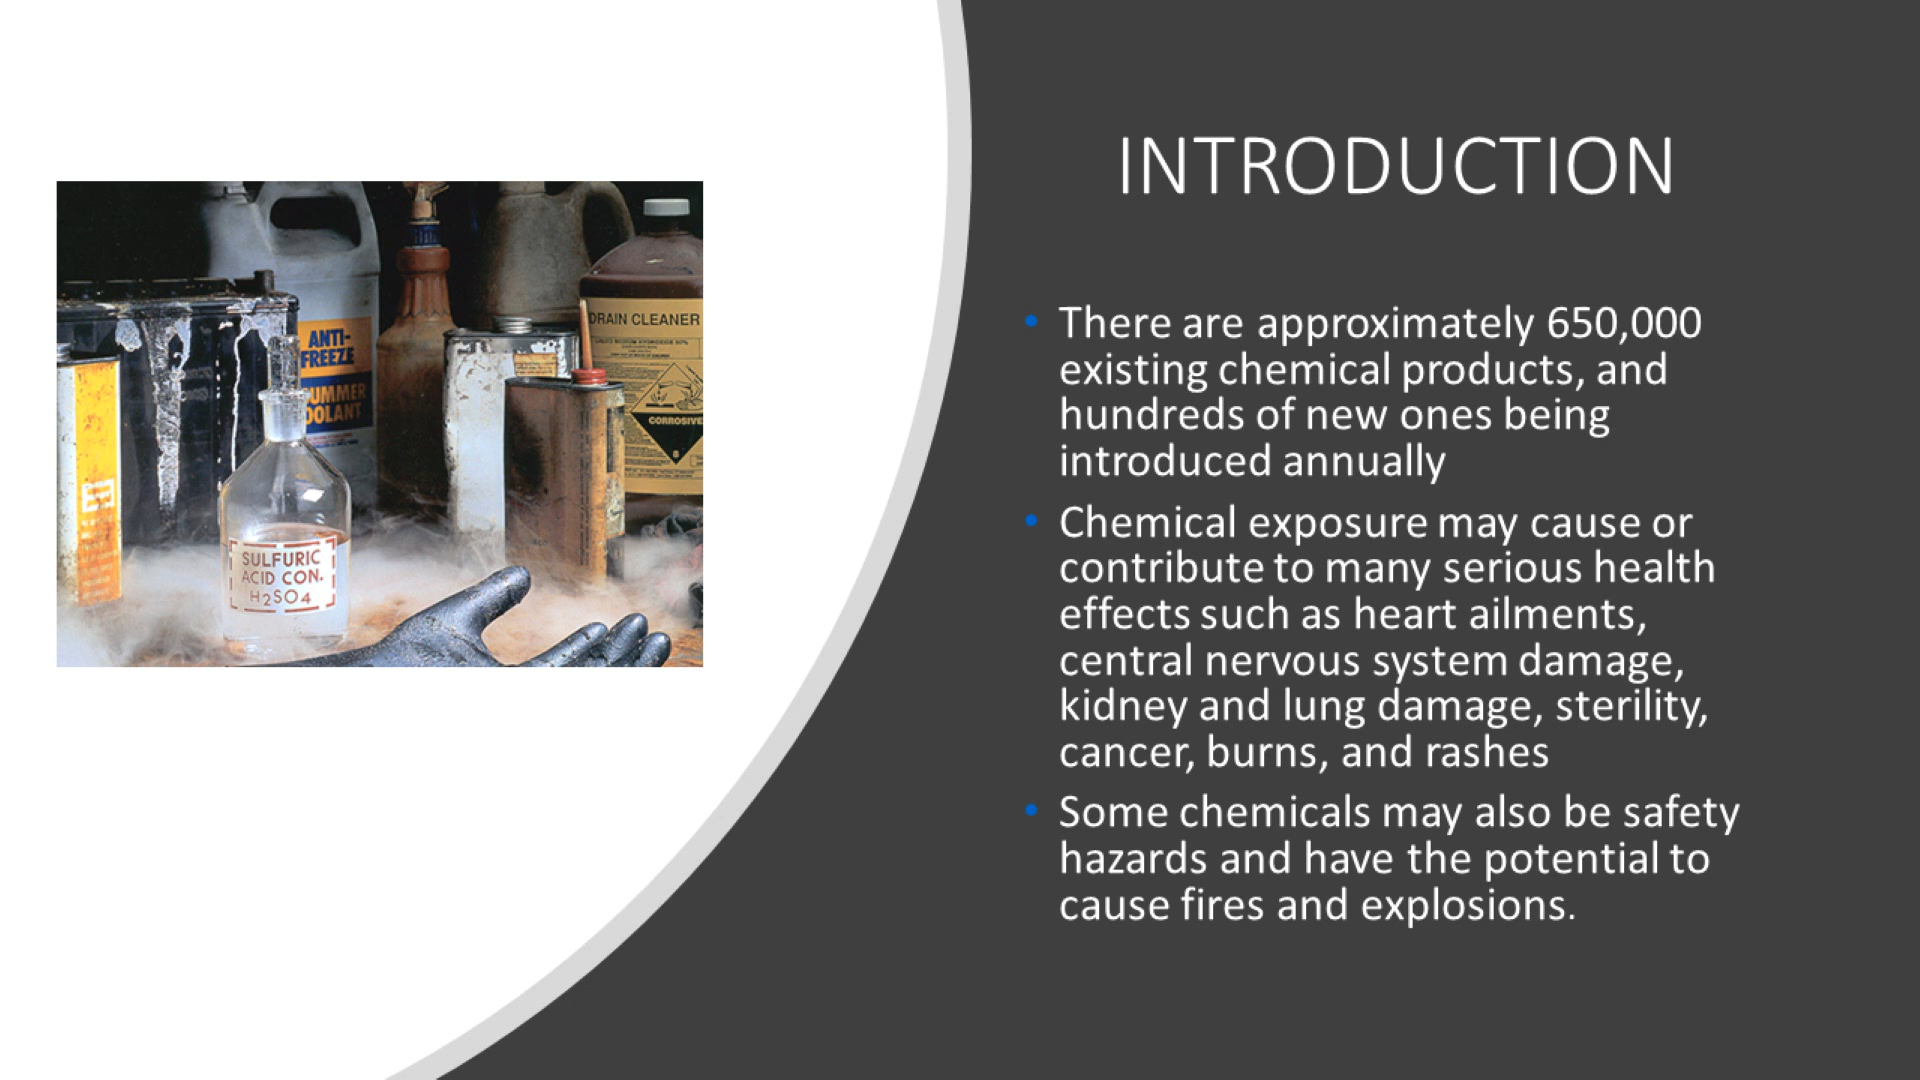 INTRODUCTION
• There are approximately 650,000
existing chemical products, and
hundreds of new ones being
introduced annually
• Chemical exposure may cause or
contribute to many serious health
effects such as heart ailments,
central nervous system damage,
kidney and lung damage, sterility,
cancer, burns, and rashes
• Some chemicals may also be safety
hazards and have the potential to
cause fires and explosions.
ANTI-
FREEZE
SUMMER
COOLANT
DRAIN CLEANER
CORROSIVE
8
SULFURIC
ACID CON.
H2SO4